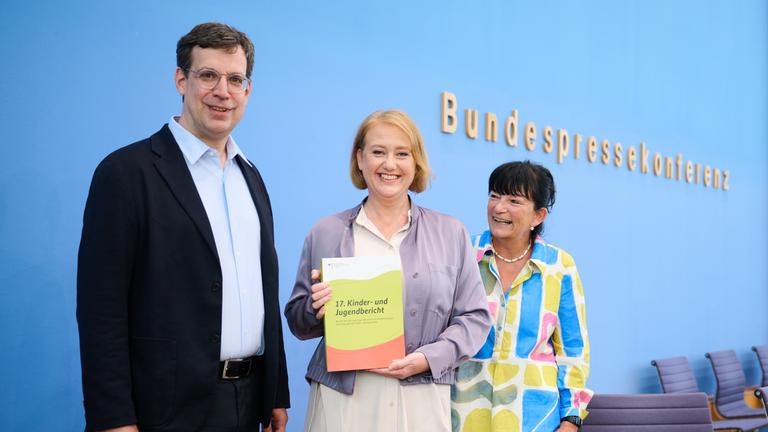 Bundespressekonferenz
17. Kinder- und
Jugendbericht